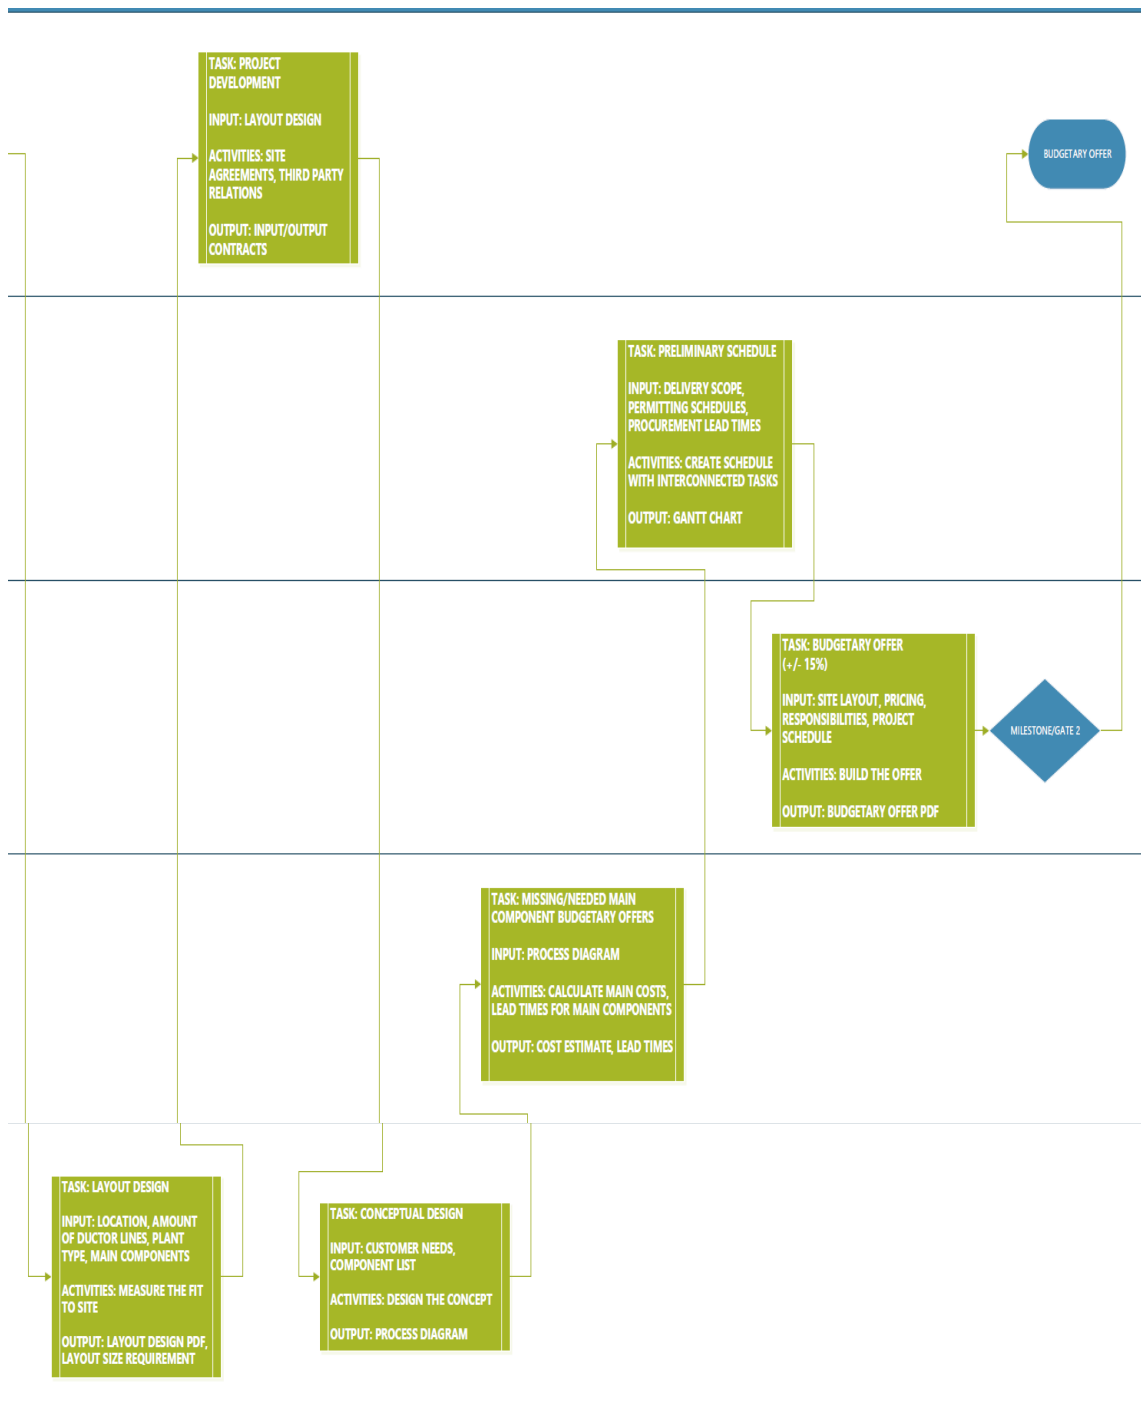 TASK: PROJECT
DEVELOPMENT
INPUT: LAYOUT DESIGN
ACTIVITIES: SITE
AGREEMENTS, THIRD PARTY
RELATIONS
OUTPUT: INPUT/OUTPUT
CONTRACTS
BUDGETARY OFFER
TASK: PRELIMINARY SCHEDULE
INPUT: DELIVERY SCOPE,
PERMITTING SCHEDULES,
PROCUREMENT LEAD TIMES
ACTIVITIES: CREATE SCHEDULE
WITH INTERCONNECTED TASKS
OUTPUT: GANTT CHART
TASK: BUDGETARY OFFER
(+/- 15%)
INPUT: SITE LAYOUT, PRICING,
RESPONSIBILITIES, PROJECT
SCHEDULE
ACTIVITIES: BUILD THE OFFER
OUTPUT: BUDGETARY OFFER PDF
MILESTONE/GATE 2
TASK: MISSING/NEEDED MAIN
COMPONENT BUDGETARY OFFERS
INPUT: PROCESS DIAGRAM
ACTIVITIES: CALCULATE MAIN COSTS,
LEAD TIMES FOR MAIN COMPONENTS
OUTPUT: COST ESTIMATE, LEAD TIMES
TASK: LAYOUT DESIGN
INPUT: LOCATION, AMOUNT
OF DUCTOR LINES, PLANT
TYPE, MAIN COMPONENTS
ACTIVITIES: MEASURE THE FIT
TO SITE
OUTPUT: LAYOUT DESIGN PDF,
LAYOUT SIZE REQUIREMENT
TASK: CONCEPTUAL DESIGN
INPUT: CUSTOMER NEEDS,
COMPONENT LIST
ACTIVITIES: DESIGN THE CONCEPT
OUTPUT: PROCESS DIAGRAM